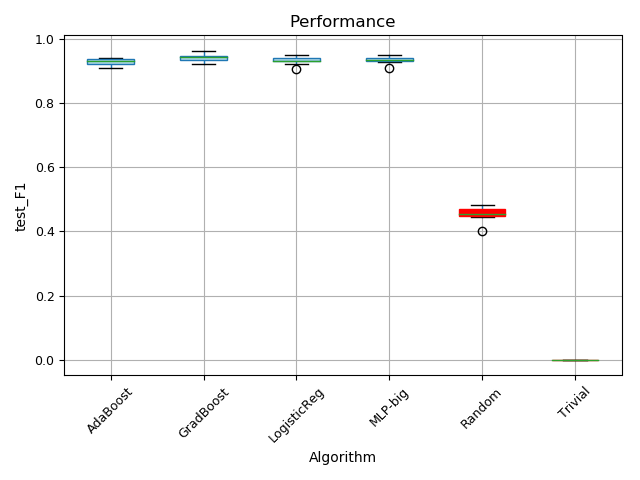 Performance
1.0
0.8
0.6
0.4
0.2
0.0
test_F1
AdaBoost
GradBoost
LogisticReg
MLP-big
Random
Trivial
Algorithm